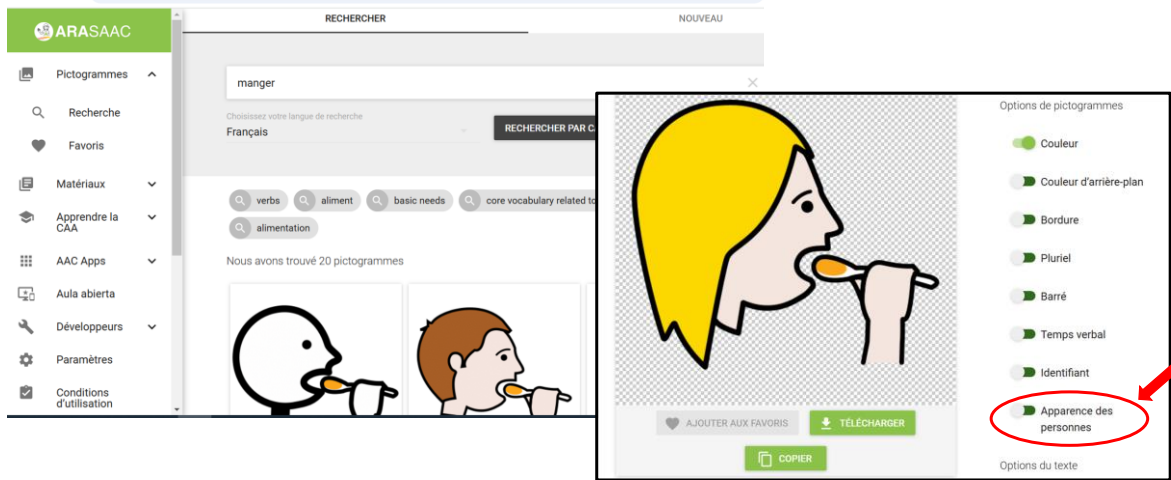 ARASAAC
Pictogrammes
Recherche
Favoris
Matériaux
Apprendre la
CAA
AAC Apps
Aula abierta
Développeurs
Paramètres
Conditions
d'utilisation
RECHERCHER
NOUVEAU
manger
Choisissez votre langue de recherche
Français
RECHERCHER PAR
verbs
aliment
basic needs
core vocabulary related to
alimentation
Nous avons trouvé 20 pictogrammes
AJOUTER AUX FAVORIS
TÉLÉCHARGER
COPIER
Options de pictogrammes
Couleur
Couleur d'arrière-plan
Bordure
Pluriel
Barré
Temps verbal
Identifiant
Apparence des
personnes
Options du texte